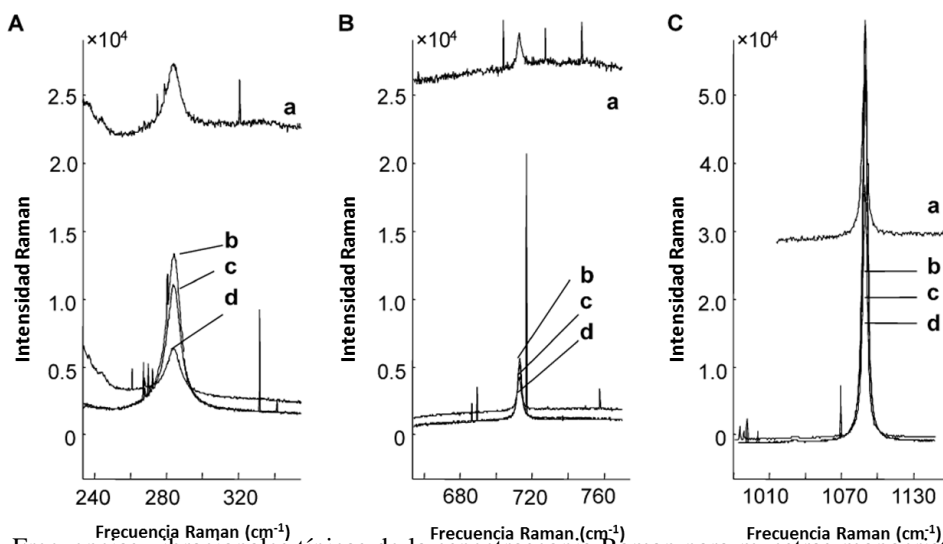 A
×10⁴
2.5
2.0
1.5
1.0
0.5
0
Intensidad Raman
a
b
c
d
240 280 320
Frecuencia Raman (cm⁻¹)
B
×10⁴
2.5
2.0
1.5
1.0
0.5
0
Intensidad Raman
a
b
c
d
680 720 760
Frecuencia Raman (cm⁻¹)
C
×10⁴
5.0
4.0
3.0
2.0
1.0
0
Intensidad Raman
a
b
c
d
1010 1070 1130
Frecuencia Raman (cm⁻¹)